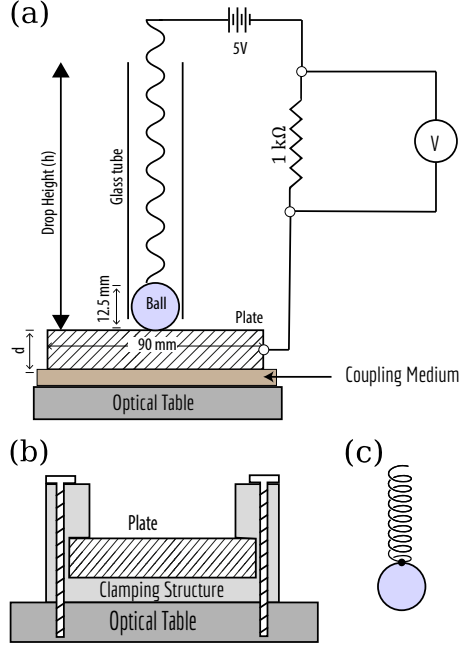 (a)
5V
Drop Height (h)
Glass tube
1 kΩ
V
12.5 mm
Ball
Plate
d
90 mm
Coupling Medium
Optical Table
(b)
(c)
Plate
Clamping Structure
Optical Table